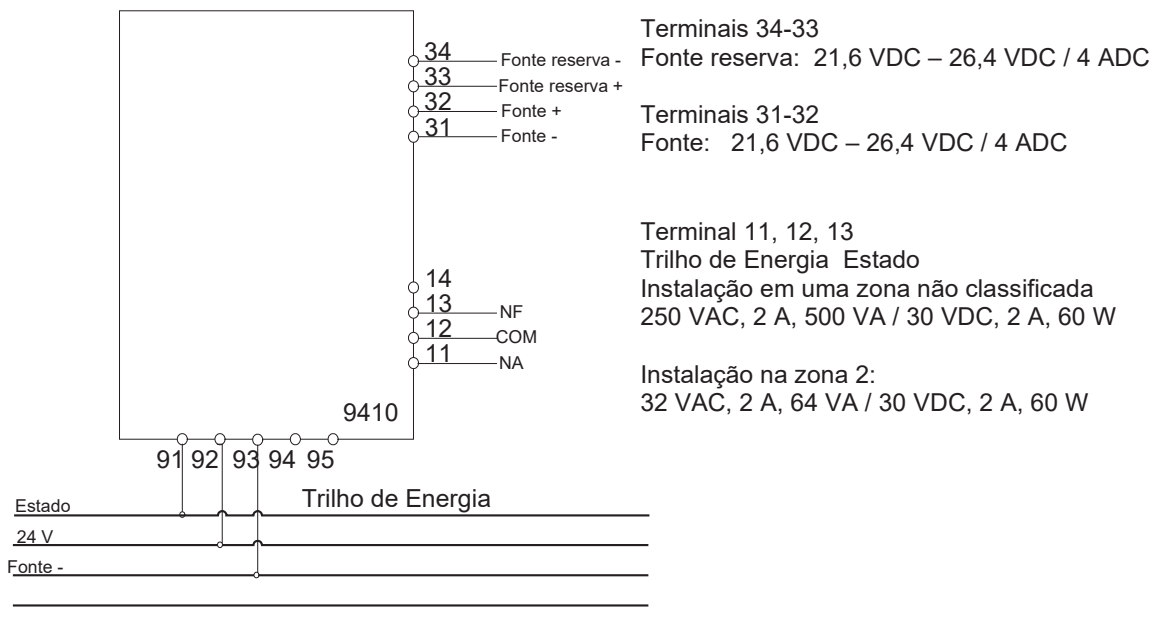 34
Fonte reserva -
33
Fonte reserva +
32
Fonte +
31
Fonte -
14
13
NF
12
COM
11
NA
9410
91 92 93 94 95
Trilho de Energia
Estado
24 V
Fonte -
Terminais 34-33
Fonte reserva: 21,6 VDC – 26,4 VDC / 4 ADC
Terminais 31-32
Fonte: 21,6 VDC – 26,4 VDC / 4 ADC
Terminal 11, 12, 13
Trilho de Energia Estado
Instalação em uma zona não classificada
250 VAC, 2 A, 500 VA / 30 VDC, 2 A, 60 W
Instalação na zona 2:
32 VAC, 2 A, 64 VA / 30 VDC, 2 A, 60 W